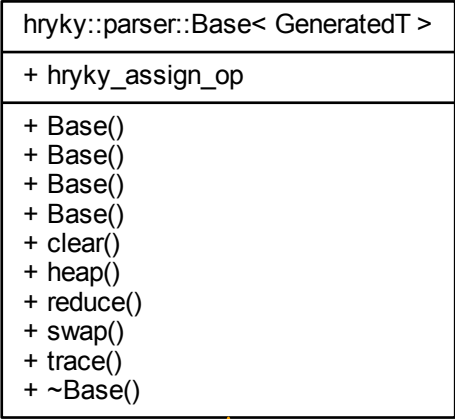 hryky::parser::Base< GeneratedT >
+ hryky_assign_op
+ Base()
+ Base()
+ Base()
+ Base()
+ clear()
+ heap()
+ reduce()
+ swap()
+ trace()
+ ~Base()